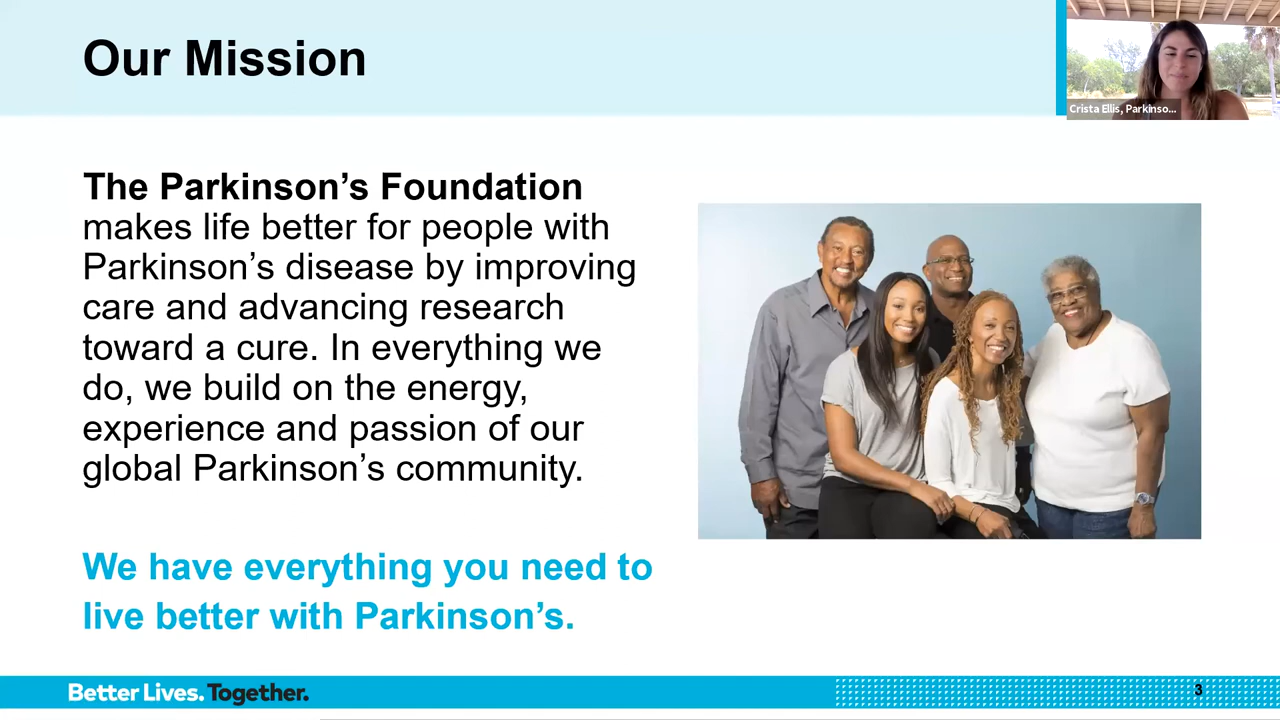 Our Mission
Crista Ellis, Parkinso...
The Parkinson’s Foundation
makes life better for people with
Parkinson’s disease by improving
care and advancing research
toward a cure. In everything we
do, we build on the energy,
experience and passion of our
global Parkinson’s community.
We have everything you need to
live better with Parkinson’s.
Better Lives. Together.
3